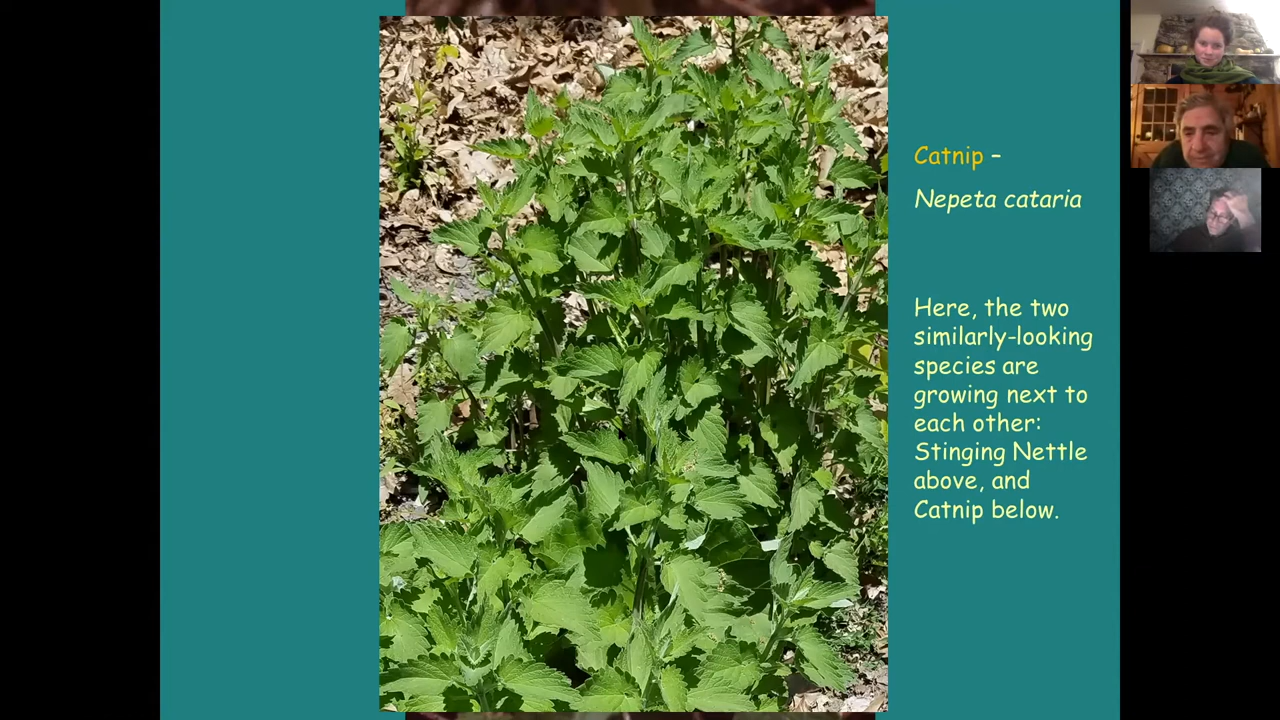 Catnip –
Nepeta cataria
Here, the two
similarly-looking
species are
growing next to
each other:
Stinging Nettle
above, and
Catnip below.